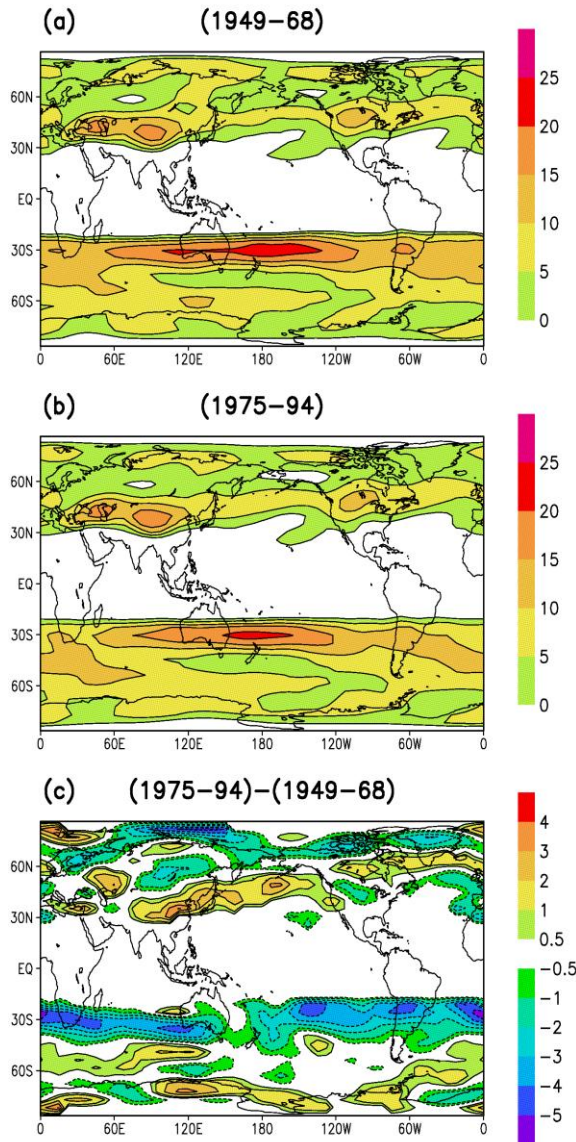 (a) (1949-68)
60N
30N
EQ
30S
60S
0 60E 120E 180 120W 60W 0
25
20
15
10
5
0
(b) (1975-94)
60N
30N
EQ
30S
60S
0 60E 120E 180 120W 60W 0
25
20
15
10
5
0
(c) (1975-94)-(1949-68)
60N
30N
EQ
30S
60S
0 60E 120E 180 120W 60W 0
4
3
2
1
0.5
-0.5
-1
-2
-3
-4
-5